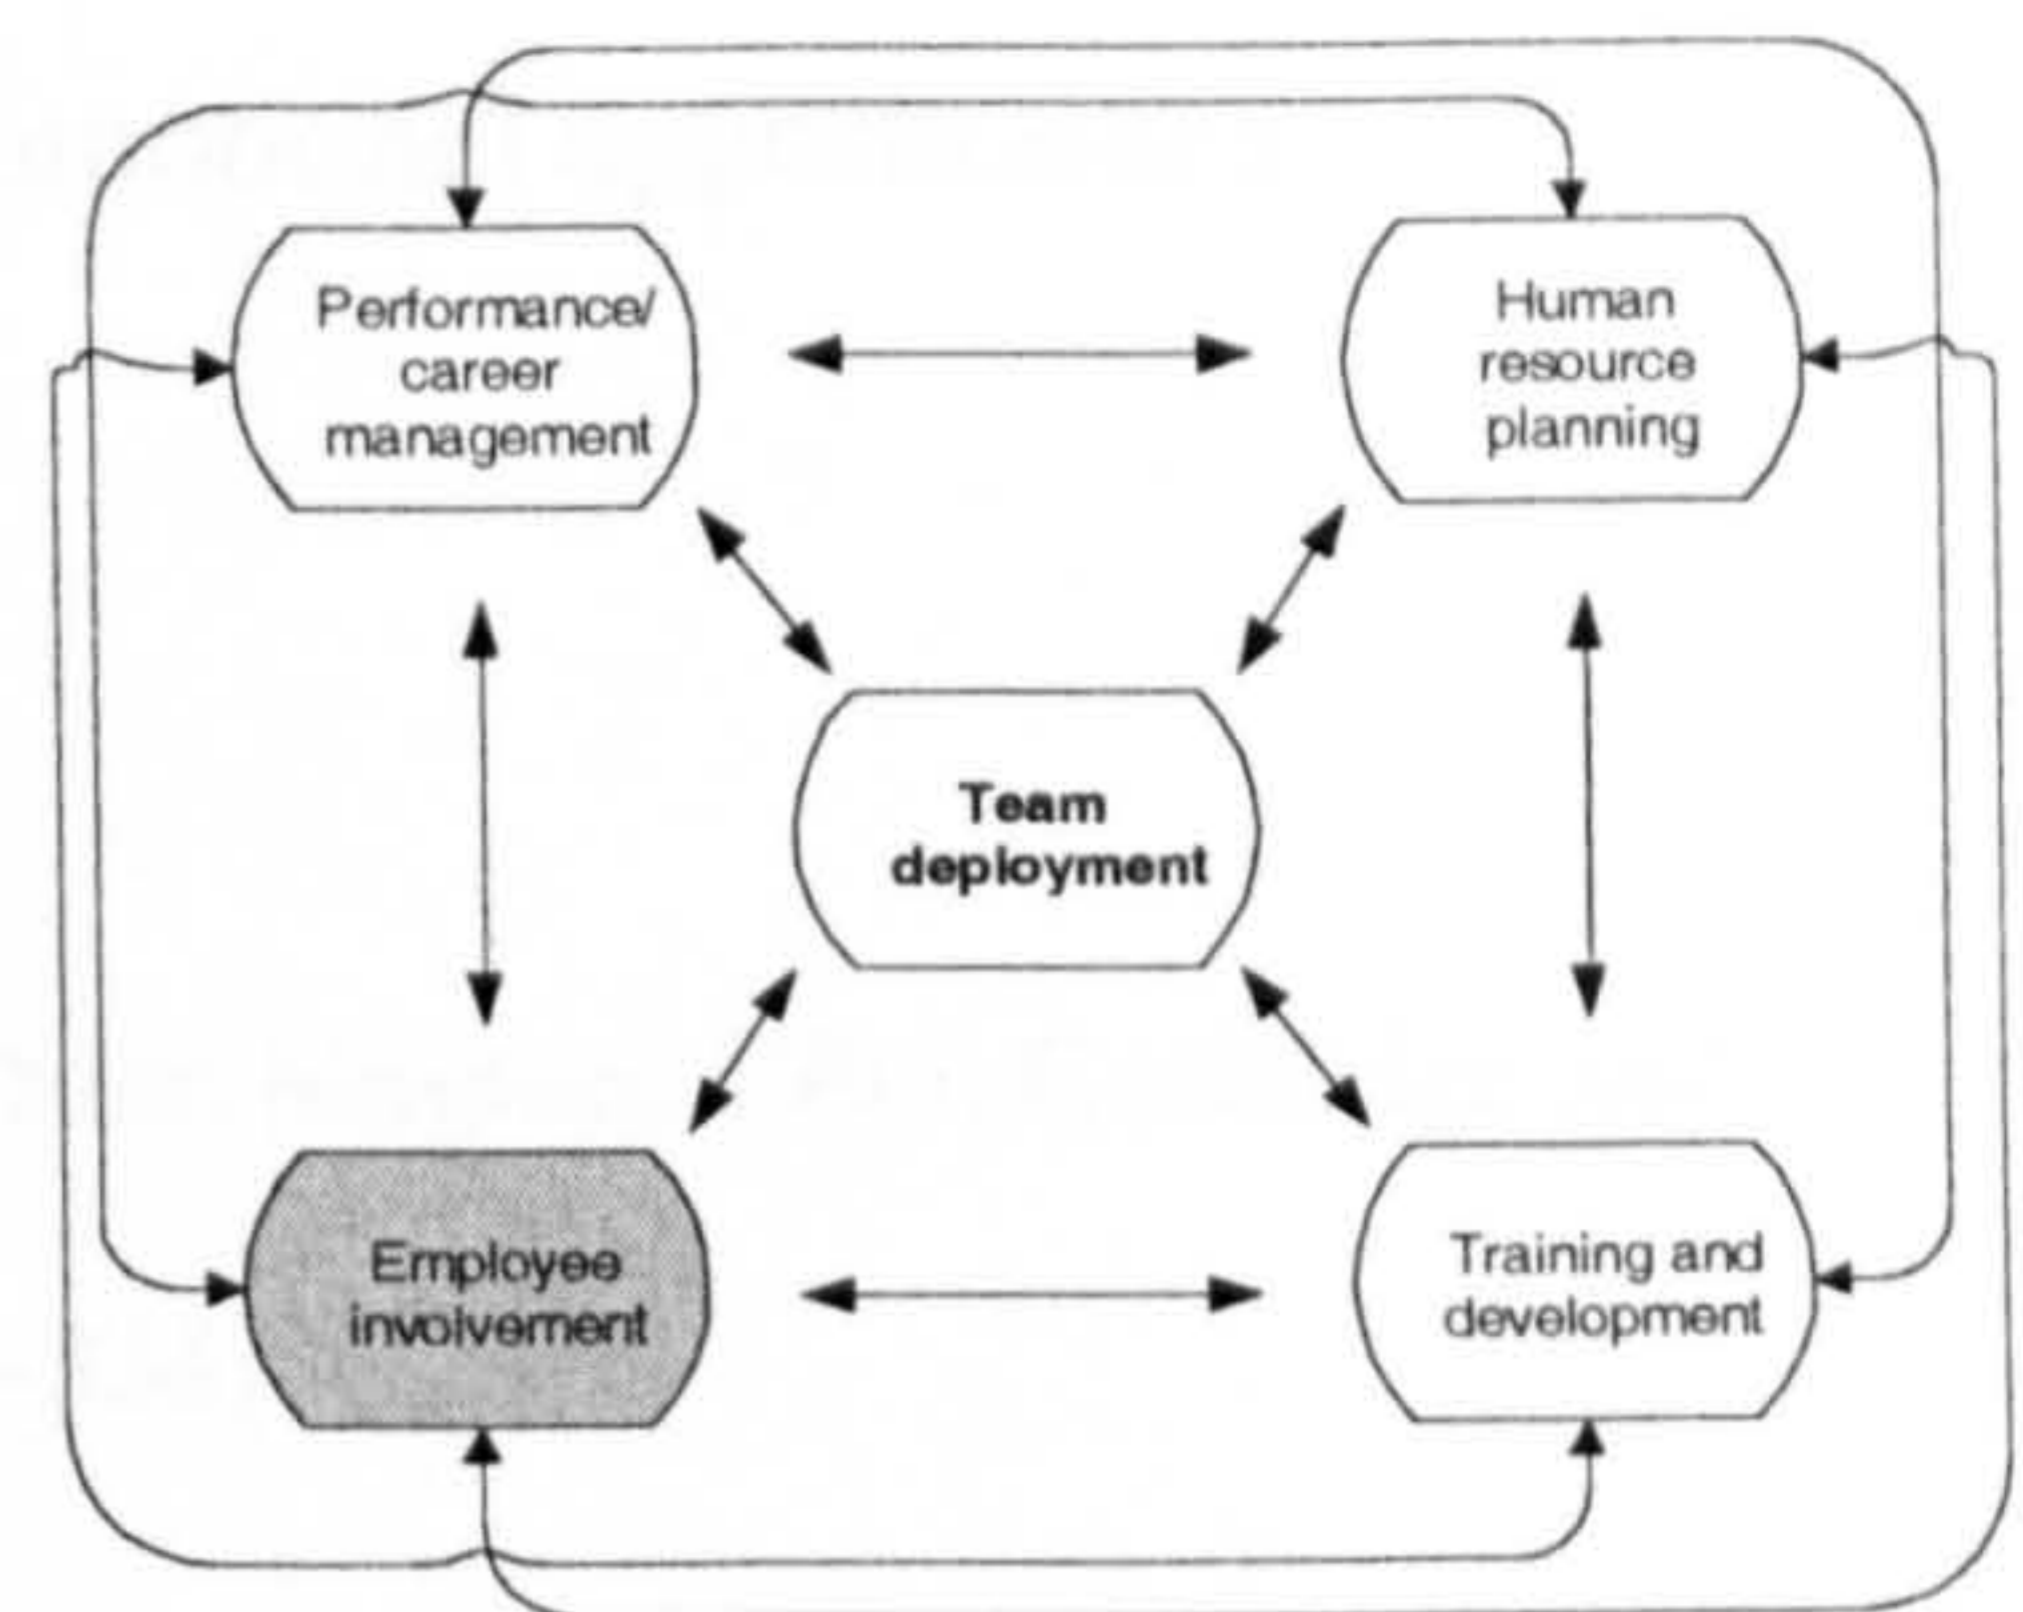 Performance/
career
management
Human
resource
planning
Team
deployment
Employee
involvement
Training and
development